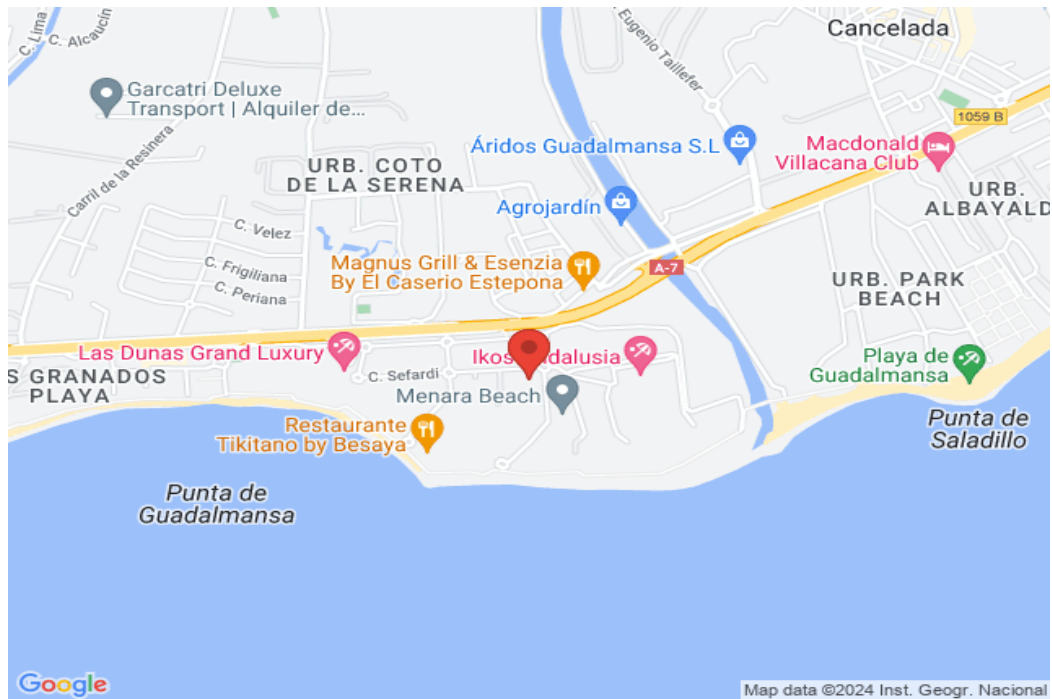 Cancelada
C. Lima
C. Alcaucín
Eugenio Taillefer
Garcatri Deluxe
Transport | Alquiler de...
1059 B
Carril de la Resinera
Áridos Guadalmansa S.L
Macdonald
Villacana Club
URB. COTO
DE LA SERENA
URB.
ALBAYALD
Agrojardín
C. Velez
Magnus Grill & Esenzia
By El Caserio Estepona
A-7
C. Frigiliana
C. Periana
URB. PARK
BEACH
Las Dunas Grand Luxury
Ikos
dalusia
Playa de
Guadalmansa
S GRANADOS
PLAYA
C. Sefardi
Menara Beach
Restaurante
Tikitano by Besaya
Punta de
Saladillo
Punta de
Guadalmansa
Google
Map data ©2024 Inst. Geogr. Nacional